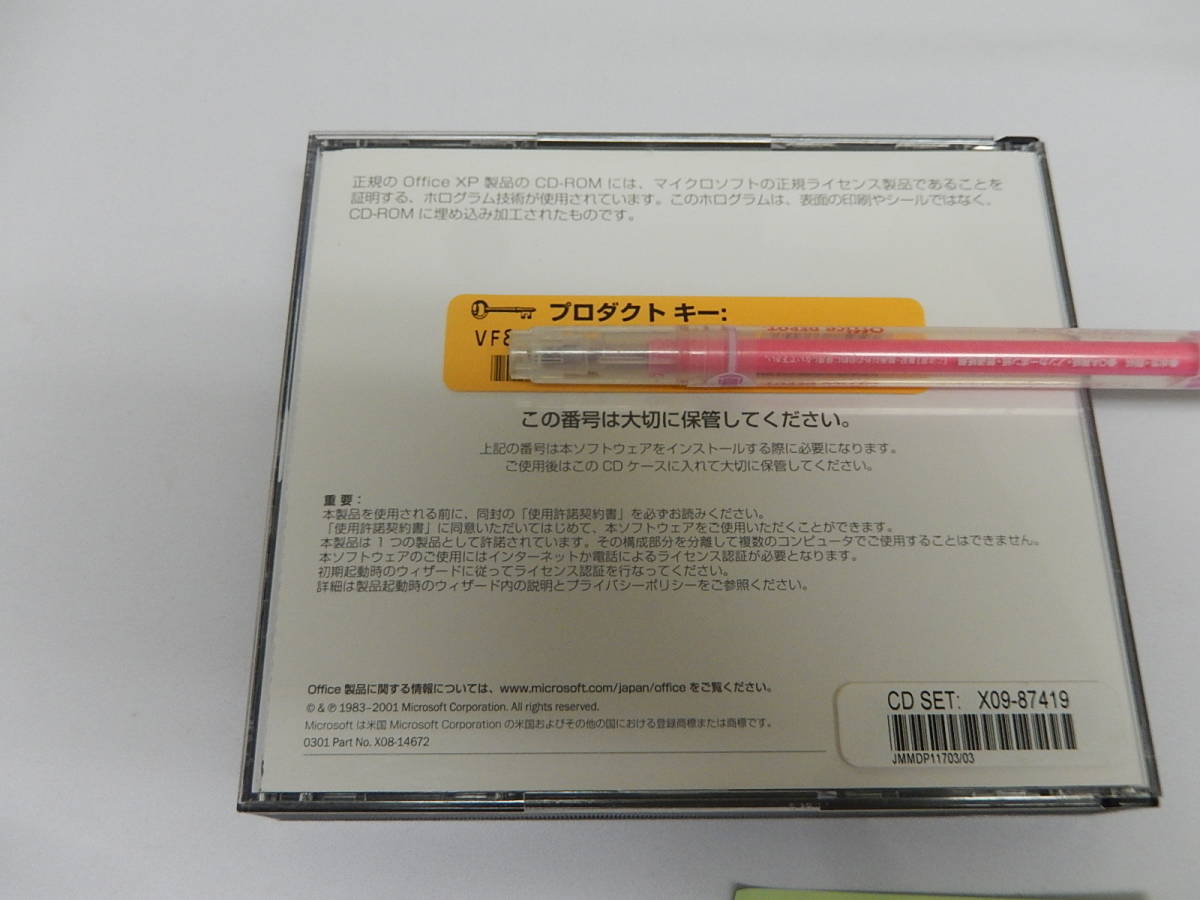 正規の Office XP 製品の CD-ROM には、マイクロソフトの正規ライセンス製品であることを
証明する、ホログラム技術が使用されています。このホログラムは、表面の印刷やシールではなく、
CD-ROM に埋め込み加工されたものです。
プロダクト キー:
VF8
Office DEPOT
この番号は大切に保管してください。
上記の番号は本ソフトウェアをインストールする際に必要になります。
ご使用後はこの CD ケースに入れて大切に保管してください。
重要：
本製品を使用される前に、同封の「使用許諾契約書」を必ずお読みください。
「使用許諾契約書」に同意いただいてはじめて、本ソフトウェアをご使用いただくことができます。
本製品は 1 つの製品として許諾されています。その構成部分を分離して複数のコンピュータでご使用することはできません。
本ソフトウェアのご使用にはインターネットか電話によるライセンス認証が必要となります。
初期起動時のウィザードに従ってライセンス認証を行なってください。
詳細は製品起動時のウィザード内の説明とプライバシーポリシーをご参照ください。
Office 製品に関する情報については、www.microsoft.com/japan/office をご覧ください。
© & ℗ 1983–2001 Microsoft Corporation. All rights reserved.
Microsoft は米国 Microsoft Corporation の米国およびその他の国における登録商標または商標です。
0301 Part No. X08-14672
CD SET: X09-87419
JMMDP11703/03